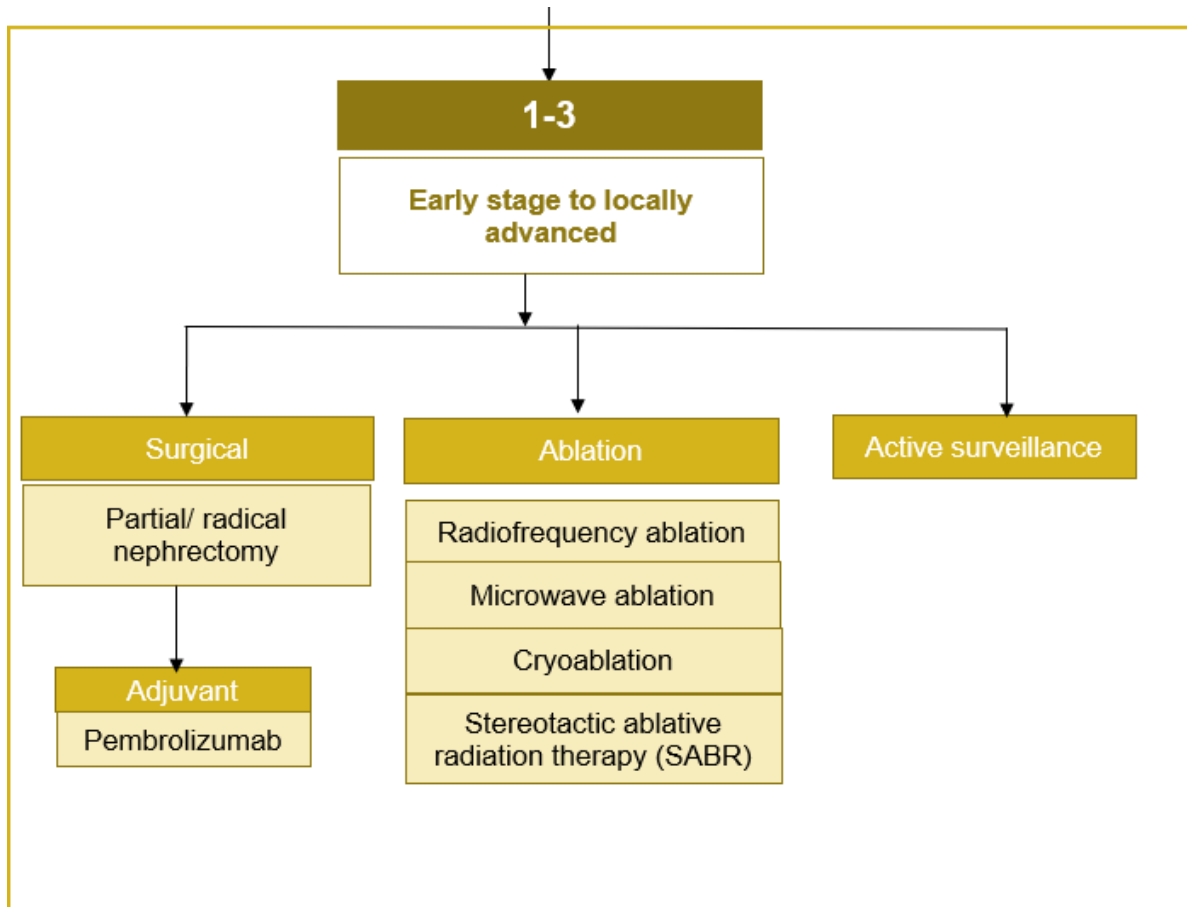 1-3
Early stage to locally
advanced
Surgical
Partial/ radical
nephrectomy
Adjuvant
Pembrolizumab
Ablation
Radiofrequency ablation
Microwave ablation
Cryoablation
Stereotactic ablative
radiation therapy (SABR)
Active surveillance